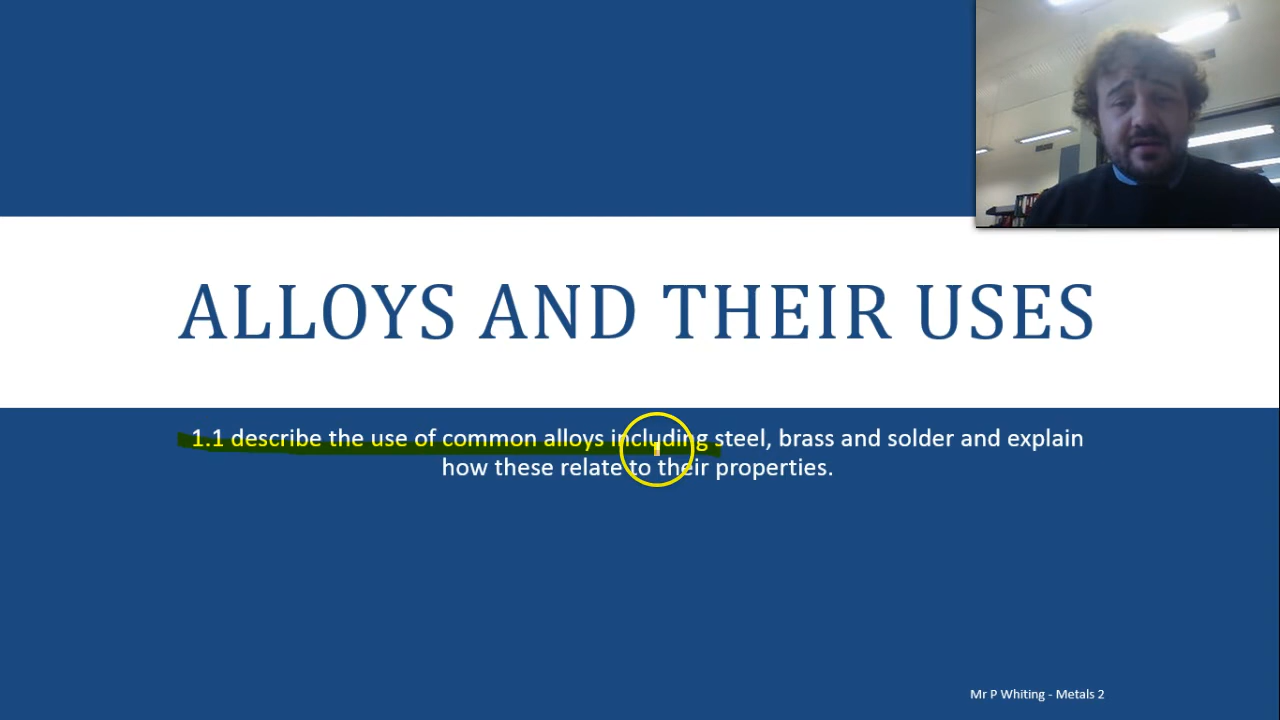 ALLOYS AND THEIR USES
1.1 describe the use of common alloys including steel, brass and solder and explain
how these relate to their properties.
Mr P Whiting - Metals 2